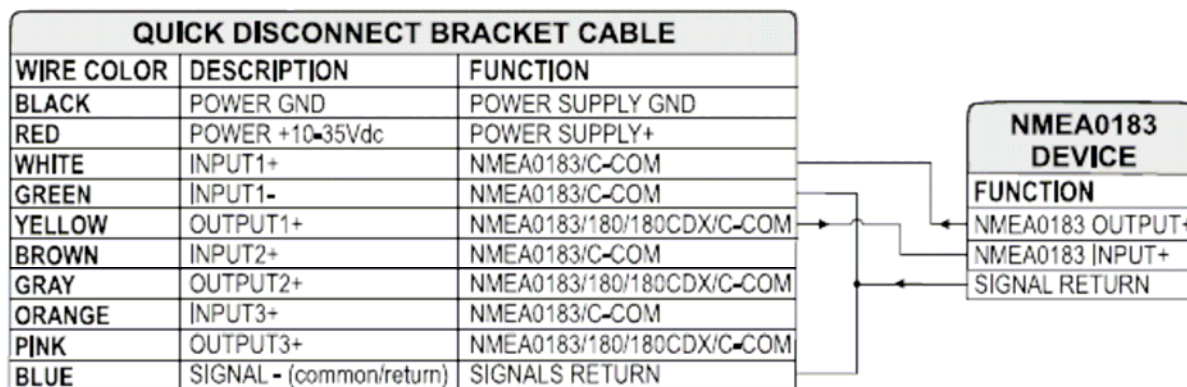 QUICK DISCONNECT BRACKET CABLE
WIRE COLOR DESCRIPTION FUNCTION
BLACK POWER GND POWER SUPPLY GND
RED POWER +10-35Vdc POWER SUPPLY+
WHITE INPUT1+ NMEA0183/C-COM
GREEN INPUT1- NMEA0183/C-COM
YELLOW OUTPUT1+ NMEA0183/180/180CDX/C-COM
BROWN INPUT2+ NMEA0183/C-COM
GRAY OUTPUT2+ NMEA0183/180/180CDX/C-COM
ORANGE INPUT3+ NMEA0183/C-COM
PINK OUTPUT3+ NMEA0183/180/180CDX/C-COM
BLUE SIGNAL - (common/return) SIGNALS RETURN
NMEA0183
DEVICE
FUNCTION
NMEA0183 OUTPUT+
NMEA0183 INPUT+
SIGNAL RETURN